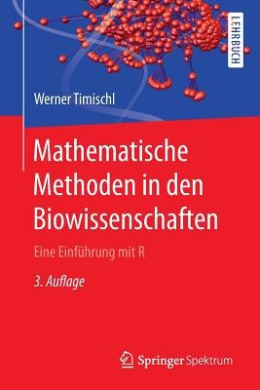 LEHRBUCH
Werner Timischl
Mathematische
Methoden in den
Biowissenschaften
Eine Einführung mit R
3. Auflage
Springer Spektrum